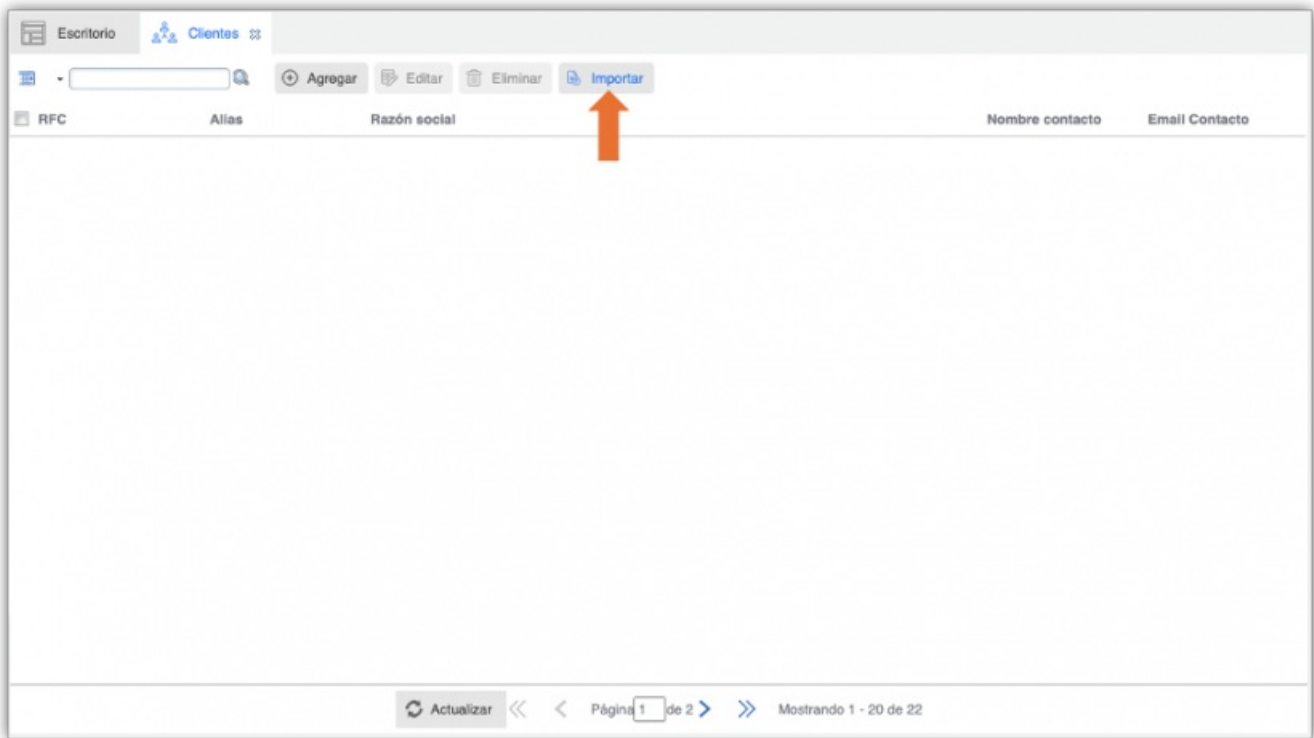 Escritorio Clientes
Agregar Editar Eliminar Importar
RFC Alias Razón social Nombre contacto Email Contacto
Actualizar Página 1 de 2 Mostrando 1 - 20 de 22